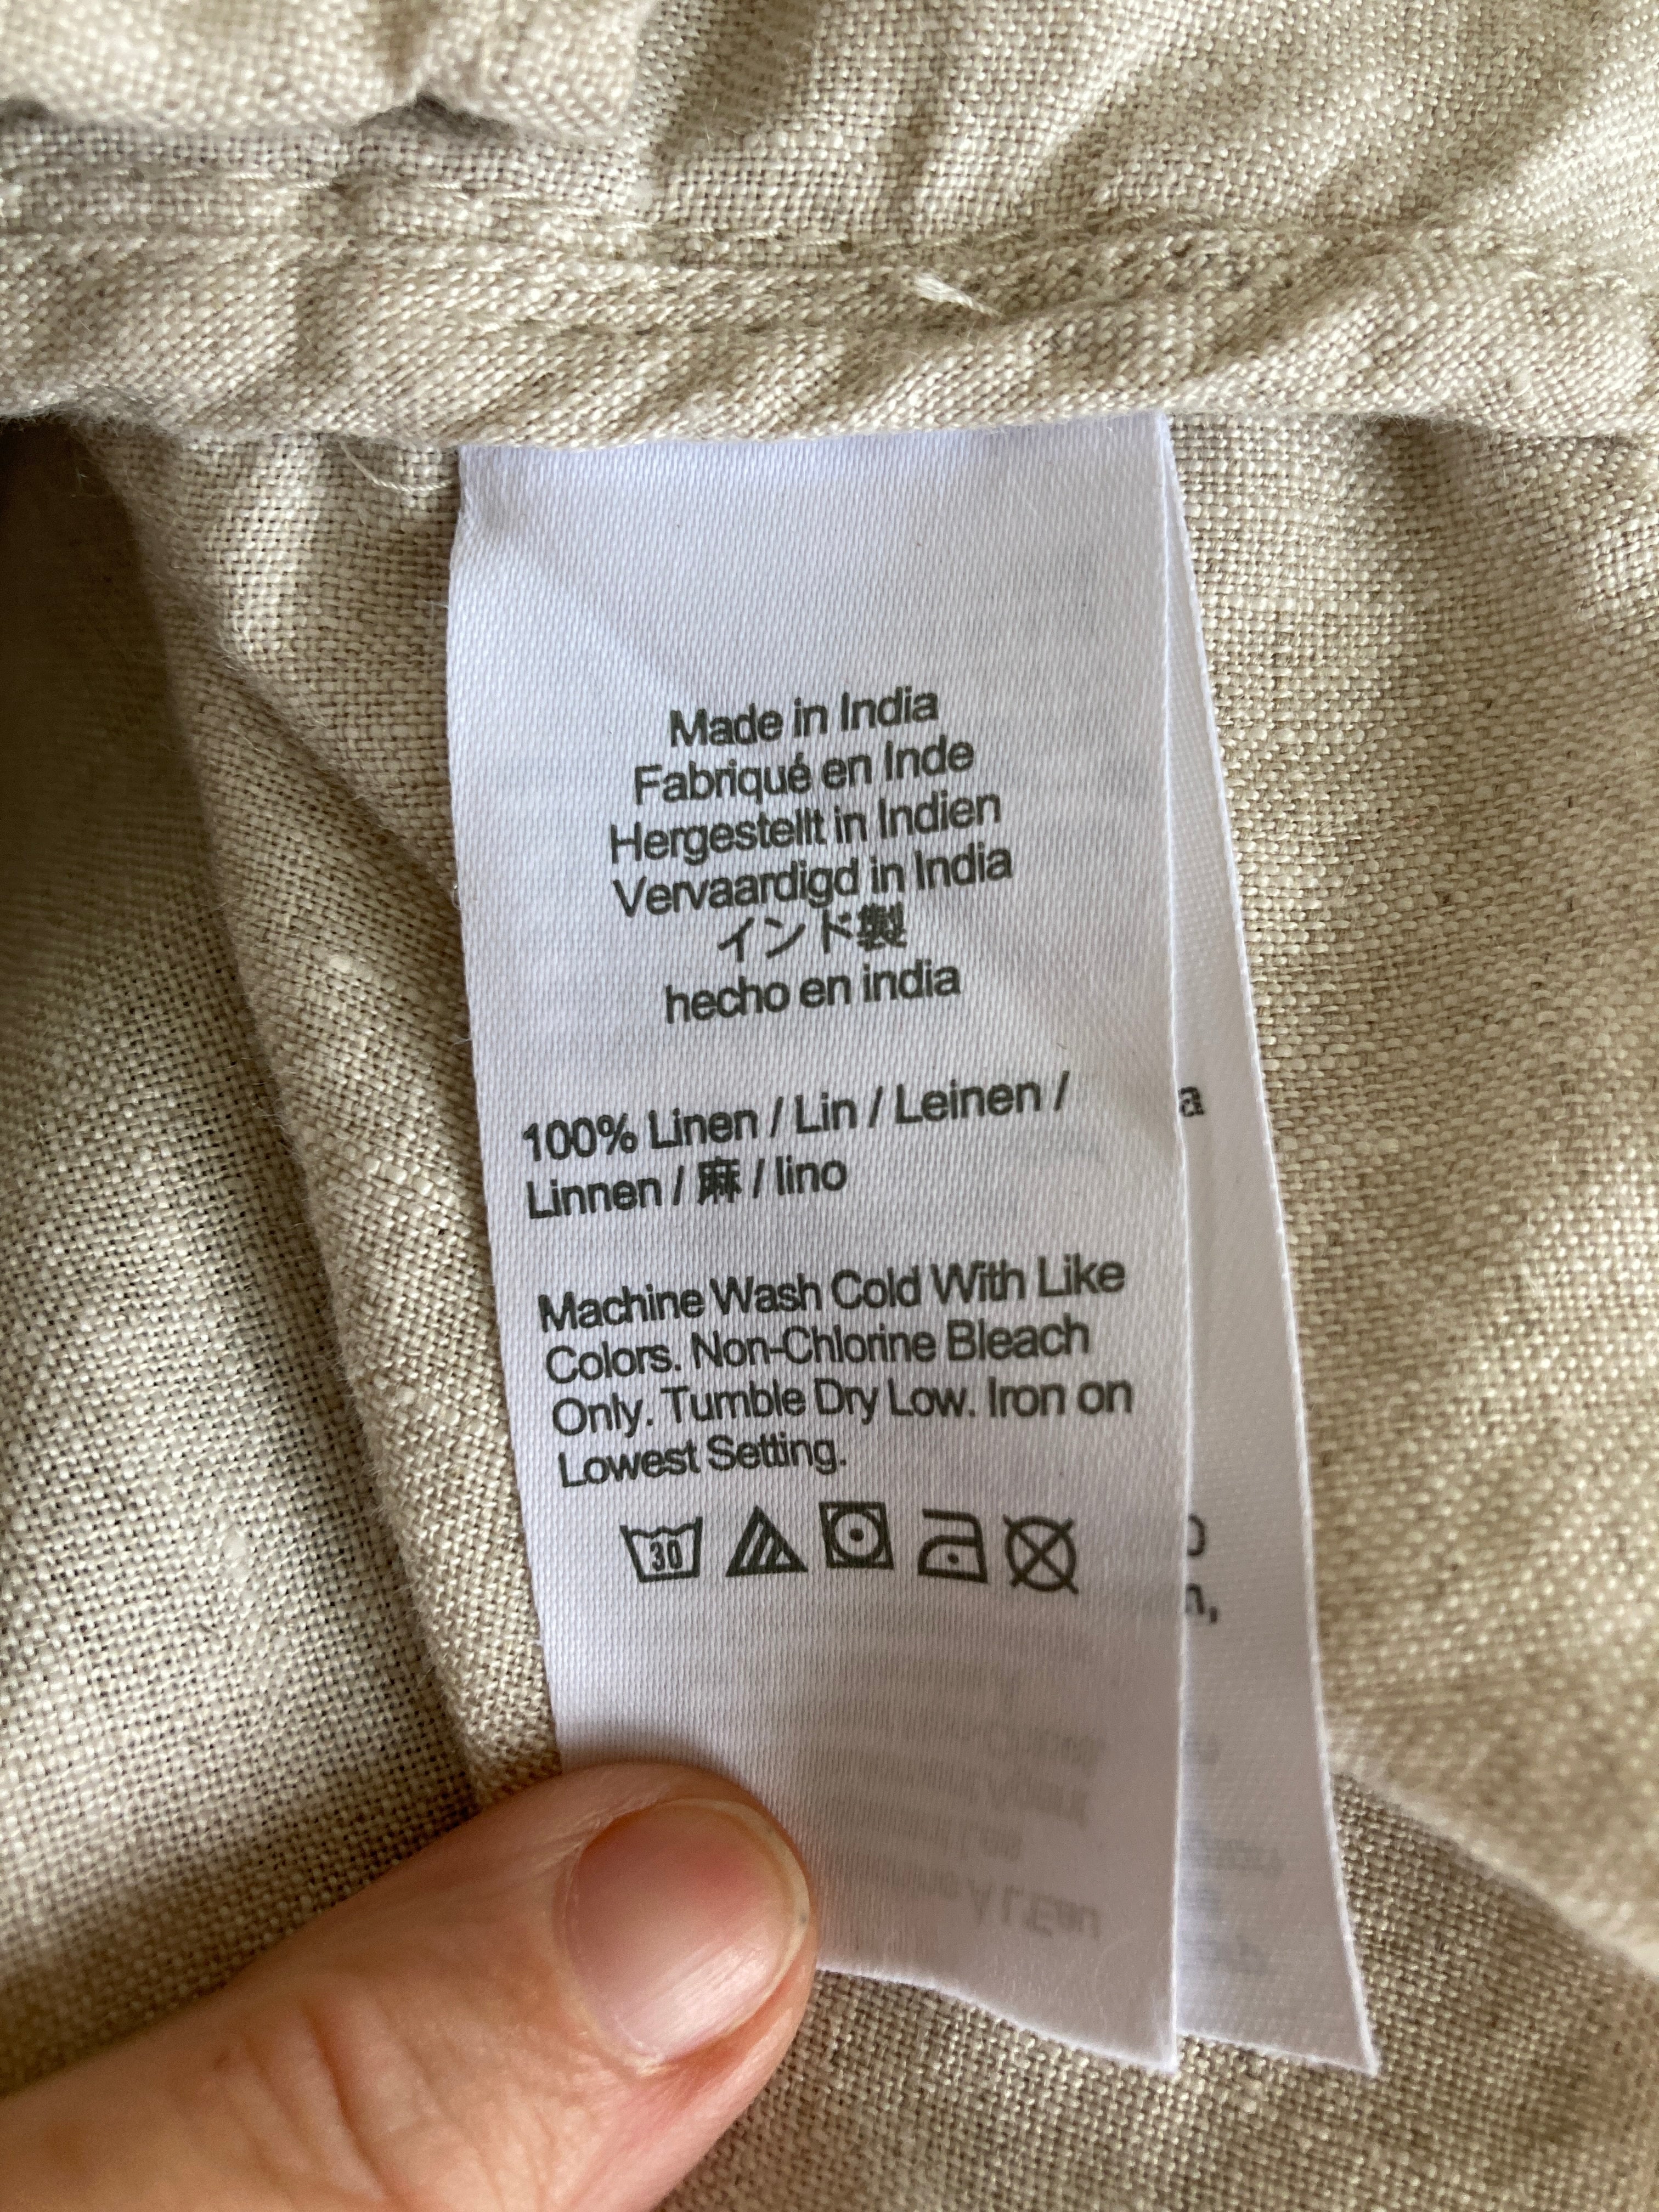 Made in India
Fabriqué en Inde
Hergestellt in Indien
Vervaardigd in India
インド製
hecho en india
100% Linen / Lin / Leinen /
Linnen / 麻 / lino
Machine Wash Cold With Like
Colors. Non-Chlorine Bleach
Only. Tumble Dry Low. Iron on
Lowest Setting.
30